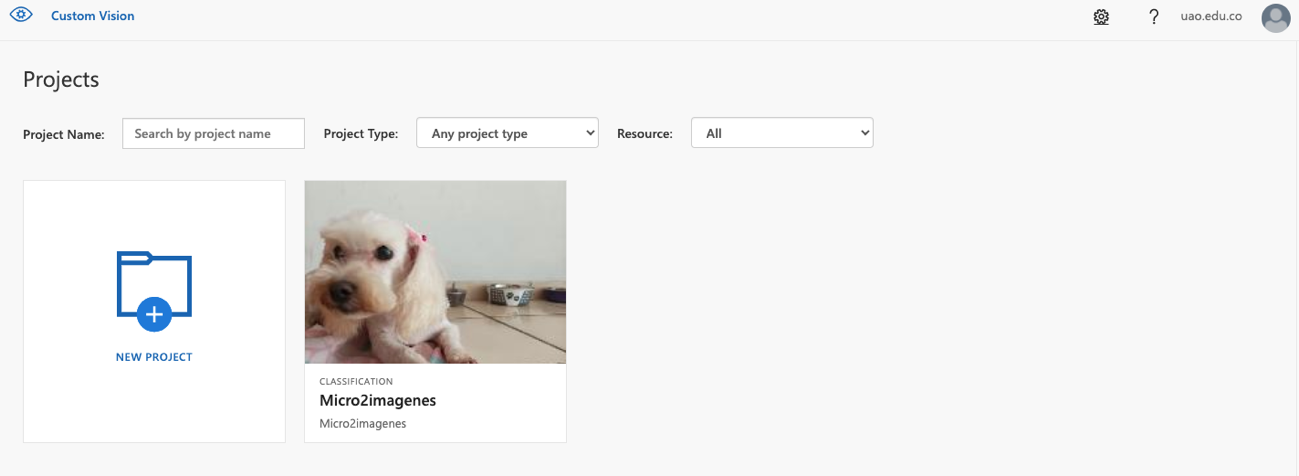 Custom Vision
? uao.edu.co
Projects
Project Name: Search by project name Project Type: Any project type Resource: All
NEW PROJECT
CLASSIFICATION
Micro2imagenes
Micro2imagenes